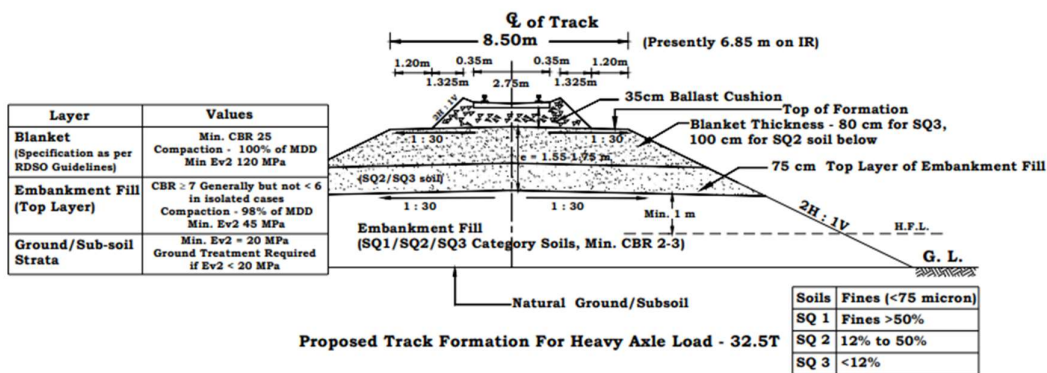 ℄ of Track
8.50m
(Presently 6.85 m on IR)
1.20m 0.35m 0.35m 1.20m
1.325m 2.75m 1.325m
2H : 1V
35cm Ballast Cushion
Top of Formation
1 : 30 1 : 30
Blanket Thickness - 80 cm for SQ3,
100 cm for SQ2 soil below
e = 1.55-1.75 m
(SQ2/SQ3 soil)
75 cm Top Layer of Embankment Fill
1 : 30 1 : 30
Min. 1 m
2H : 1V
H.F.L.
Embankment Fill
(SQ1/SQ2/SQ3 Category Soils, Min. CBR 2-3)
G. L.
Natural Ground/Subsoil
Layer Values
Blanket
(Specification as per
RDSO Guidelines)
Min. CBR 25
Compaction - 100% of MDD
Min Ev2 120 MPa
Embankment Fill
(Top Layer)
CBR ≥ 7 Generally but not < 6
in isolated cases
Compaction - 98% of MDD
Min. Ev2 45 MPa
Ground/Sub-soil
Strata
Min. Ev2 = 20 MPa
Ground Treatment Required
if Ev2 < 20 MPa
Soils Fines (<75 micron)
SQ 1 Fines >50%
SQ 2 12% to 50%
SQ 3 <12%
Proposed Track Formation For Heavy Axle Load - 32.5T